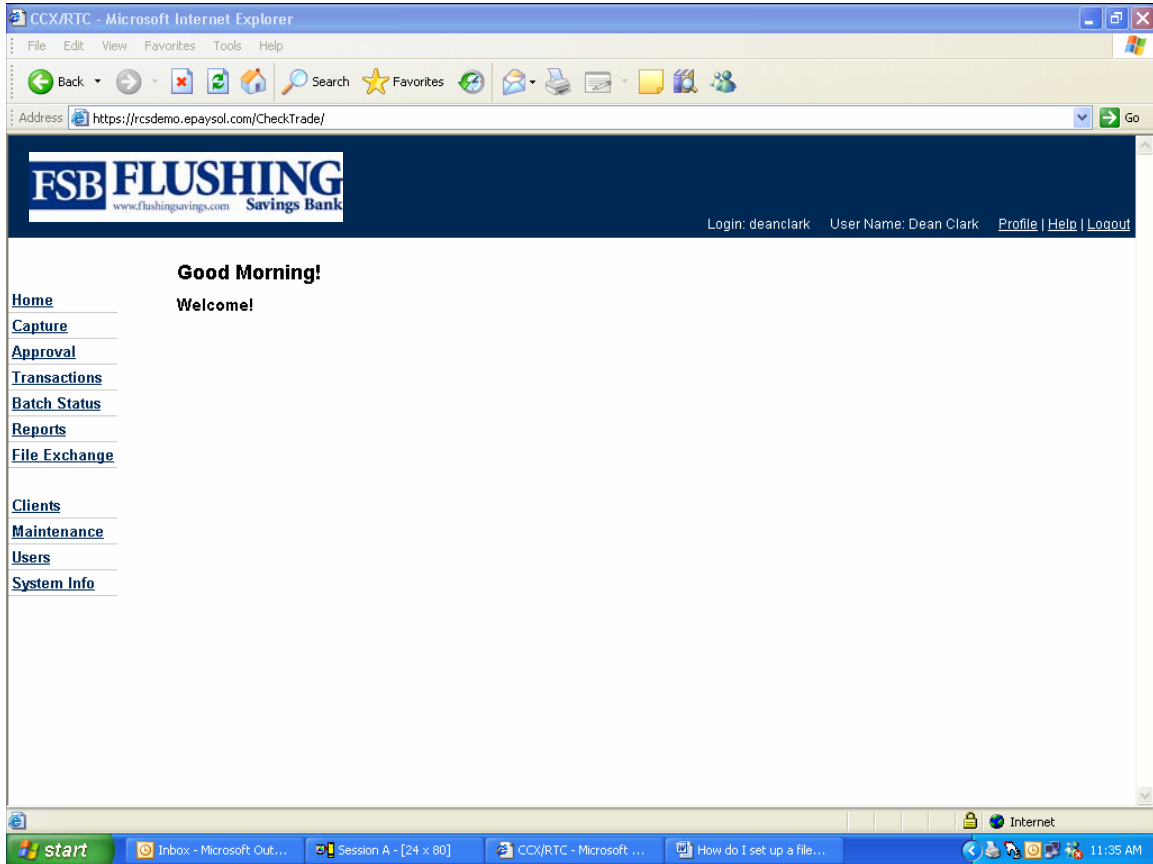 CCX/RTC - Microsoft Internet Explorer
File Edit View Favorites Tools Help
Back Search Favorites
Address https://rcsdemo.epaysol.com/CheckTrade/ Go
FSB FLUSHING
www.flushingsavings.com Savings Bank
Login: deanclark User Name: Dean Clark Profile | Help | Logout
Good Morning!
Welcome!
Home
Capture
Approval
Transactions
Batch Status
Reports
File Exchange
Clients
Maintenance
Users
System Info
Internet
start Inbox - Microsoft Out... Session A - [24 x 80] CCX/RTC - Microsoft ... How do I set up a file... 11:35 AM